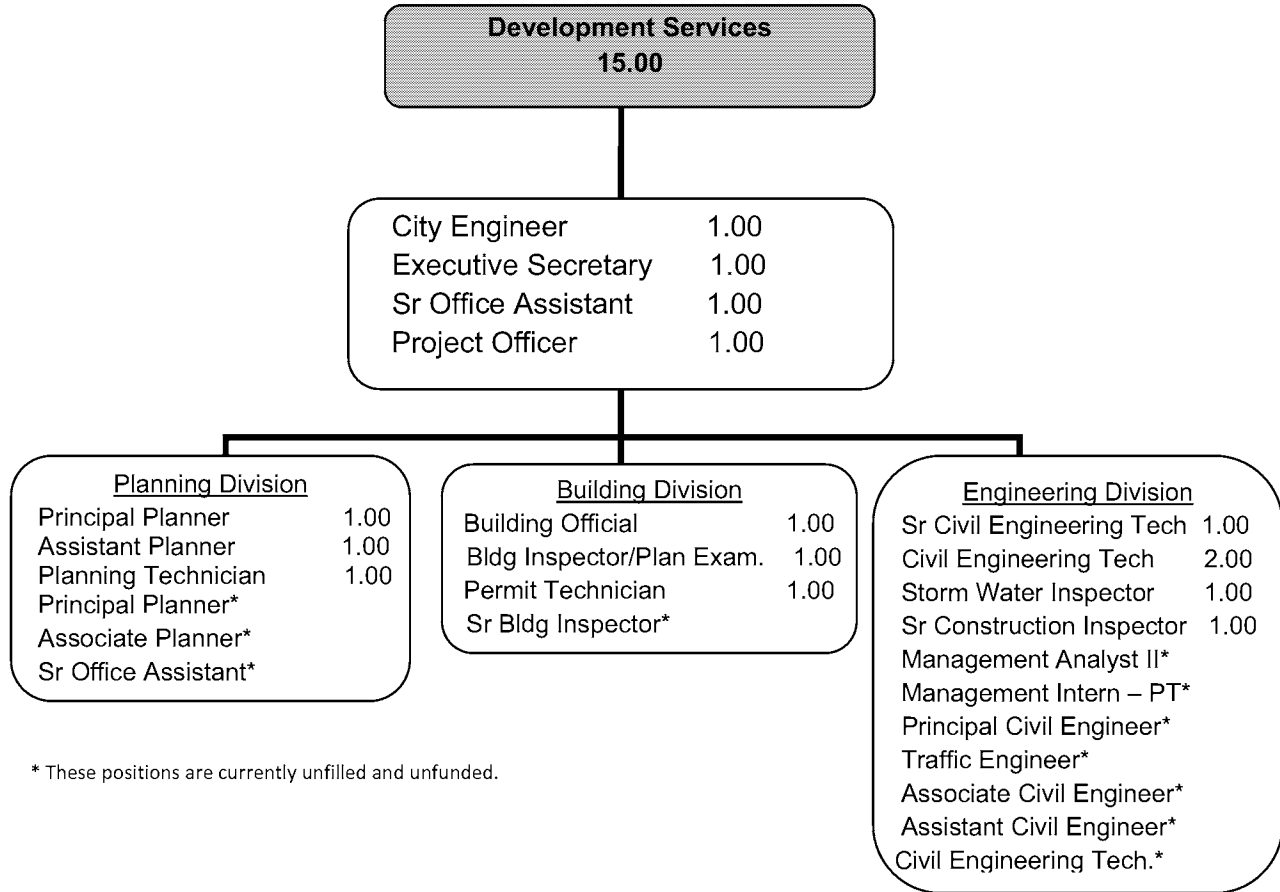 Development Services
15.00
City Engineer 1.00
Executive Secretary 1.00
Sr Office Assistant 1.00
Project Officer 1.00
Planning Division
Principal Planner 1.00
Assistant Planner 1.00
Planning Technician 1.00
Principal Planner*
Associate Planner*
Sr Office Assistant*
Building Division
Building Official 1.00
Bldg Inspector/Plan Exam. 1.00
Permit Technician 1.00
Sr Bldg Inspector*
Engineering Division
Sr Civil Engineering Tech 1.00
Civil Engineering Tech 2.00
Storm Water Inspector 1.00
Sr Construction Inspector 1.00
Management Analyst II*
Management Intern – PT*
Principal Civil Engineer*
Traffic Engineer*
Associate Civil Engineer*
Assistant Civil Engineer*
Civil Engineering Tech.*
* These positions are currently unfilled and unfunded.